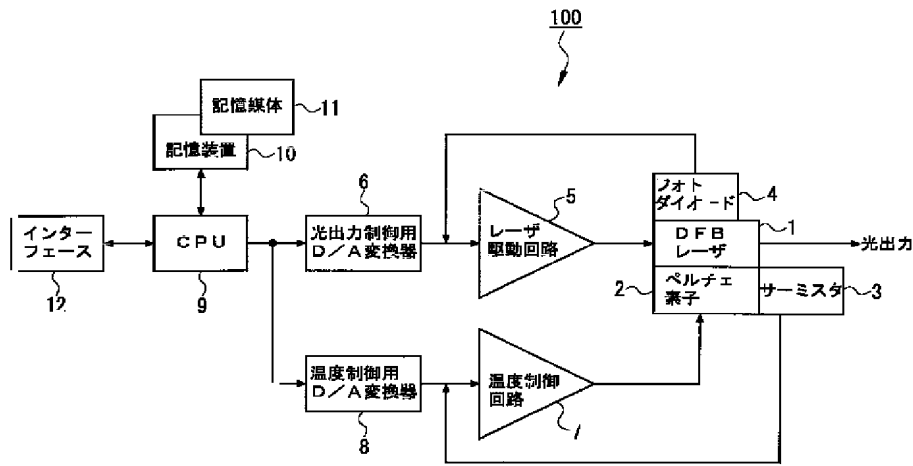 100
記憶媒体
11
記憶装置
10
インター
フェース
12
CPU
9
6
光出力制御用
D/A変換器
5
レーザ
駆動回路
フォト
ダイオード
4
DFB
レーザ
1
光出力
2
ペルチェ
素子
サーミスタ
3
温度制御用
D/A変換器
8
温度制御
回路
7